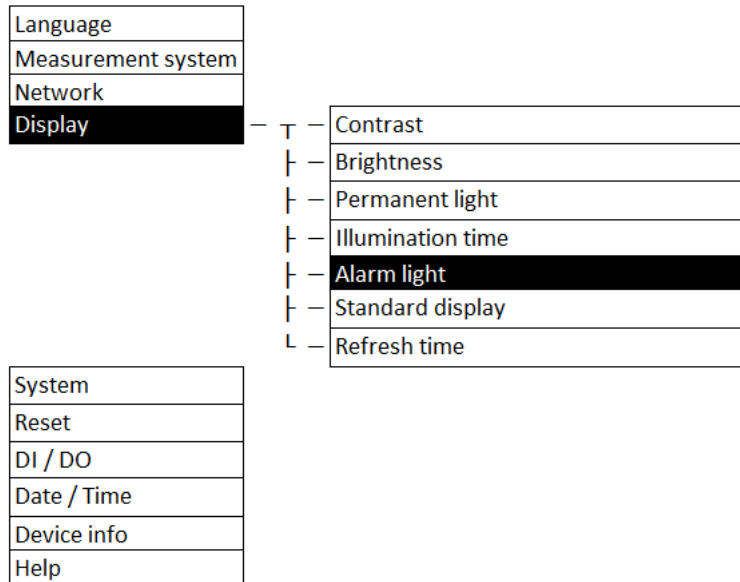 Language
Measurement system
Network
Display
Contrast
Brightness
Permanent light
Illumination time
Alarm light
Standard display
Refresh time
System
Reset
DI / DO
Date / Time
Device info
Help